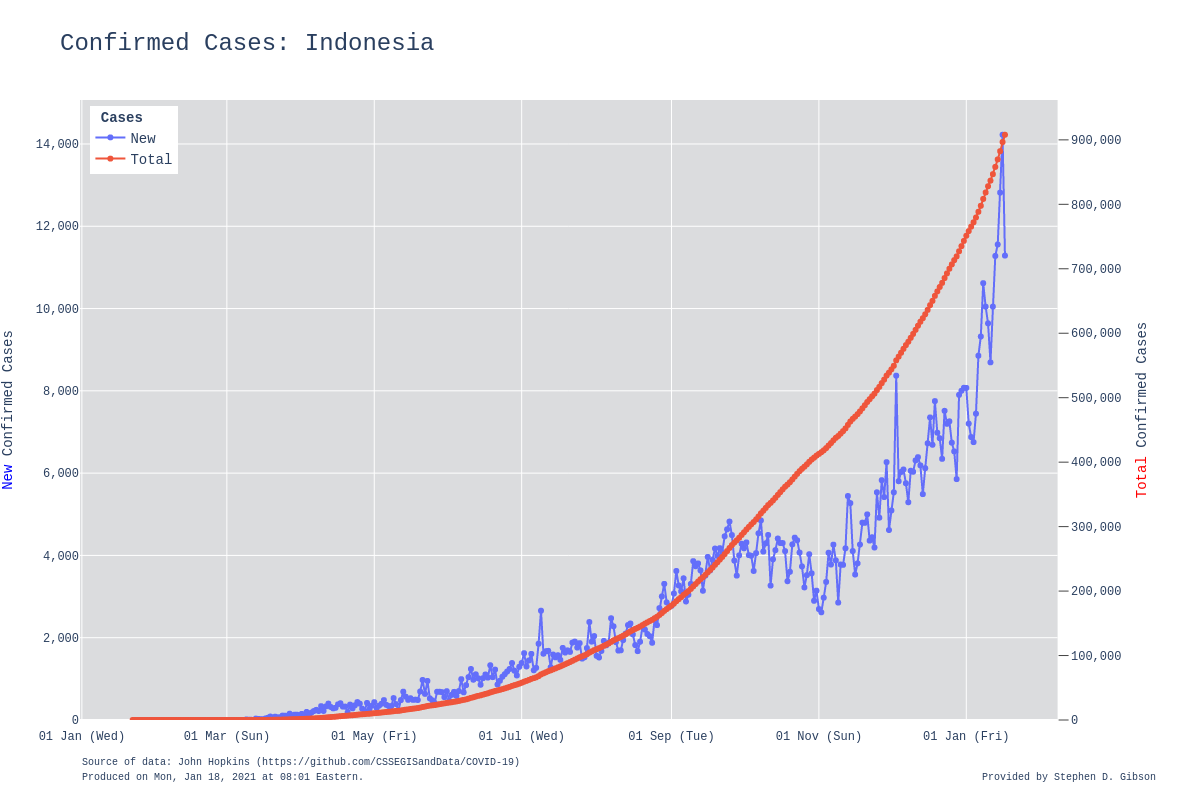 Confirmed Cases: Indonesia
Cases
New
Total
14,000
12,000
10,000
8,000
6,000
4,000
2,000
0
900,000
800,000
700,000
600,000
500,000
400,000
300,000
200,000
100,000
0
New Confirmed Cases
Total Confirmed Cases
01 Jan (Wed) 01 Mar (Sun) 01 May (Fri) 01 Jul (Wed) 01 Sep (Tue) 01 Nov (Sun) 01 Jan (Fri)
Source of data: John Hopkins (https://github.com/CSSEGISandData/COVID-19)
Produced on Mon, Jan 18, 2021 at 08:01 Eastern.
Provided by Stephen D. Gibson